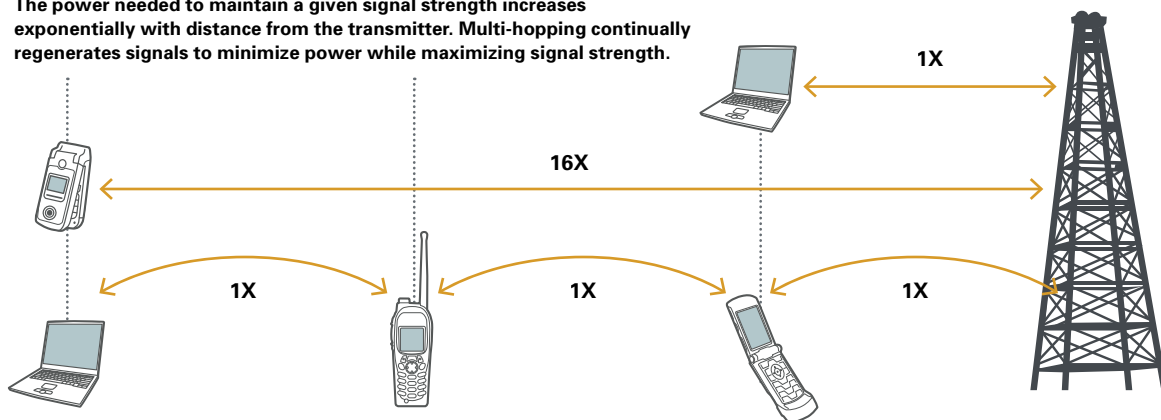 The power needed to maintain a given signal strength increases
exponentially with distance from the transmitter. Multi-hopping continually
regenerates signals to minimize power while maximizing signal strength.
1X
16X
1X
1X
1X